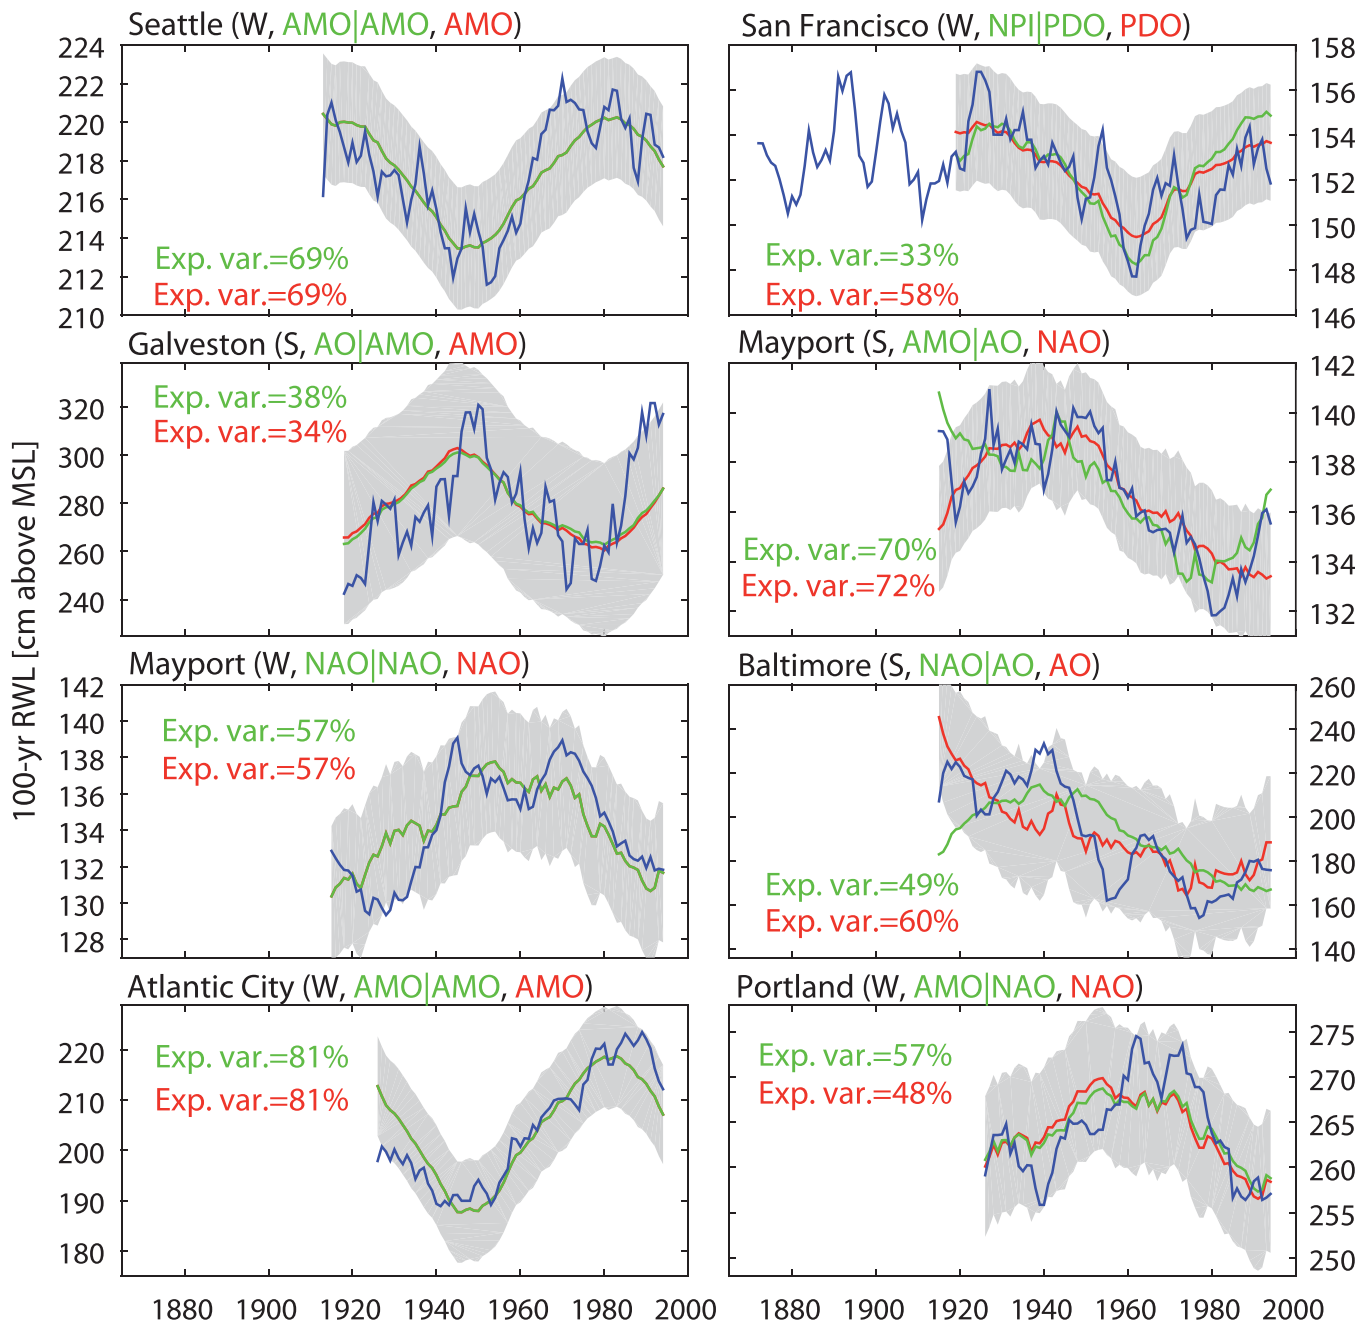 Seattle (W, AMO|AMO, AMO)
San Francisco (W, NPI|PDO, PDO)
224
222
220
218
216
214
212
210
Exp. var.=69%
Exp. var.=69%
158
156
154
152
150
148
146
Exp. var.=33%
Exp. var.=58%
Galveston (S, AO|AMO, AMO)
Mayport (S, AMO|AO, NAO)
Exp. var.=38%
Exp. var.=34%
320
300
280
260
240
142
140
138
136
134
132
Exp. var.=70%
Exp. var.=72%
100-yr RWL [cm above MSL]
Mayport (W, NAO|NAO, NAO)
Baltimore (S, NAO|AO, AO)
142
140
138
136
134
132
130
128
Exp. var.=57%
Exp. var.=57%
260
240
220
200
180
160
140
Exp. var.=49%
Exp. var.=60%
Atlantic City (W, AMO|AMO, AMO)
Portland (W, AMO|NAO, NAO)
Exp. var.=81%
Exp. var.=81%
220
210
200
190
180
Exp. var.=57%
Exp. var.=48%
275
270
265
260
255
250
1880 1900 1920 1940 1960 1980 2000
1880 1900 1920 1940 1960 1980 2000